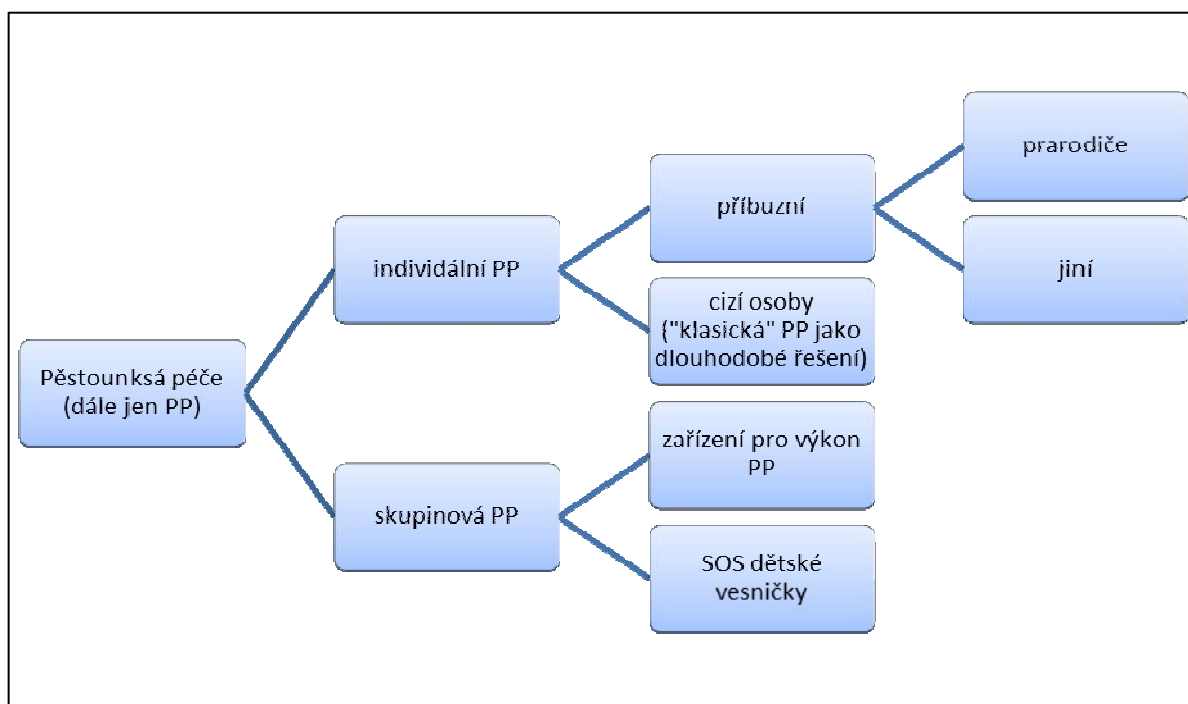 Pěstounksá péče
(dále jen PP)
individální PP
příbuzní
prarodiče
jiní
cizí osoby
("klasická" PP jako
dlouhodobé řešení)
skupinová PP
zařízení pro výkon
PP
SOS dětské
vesničky